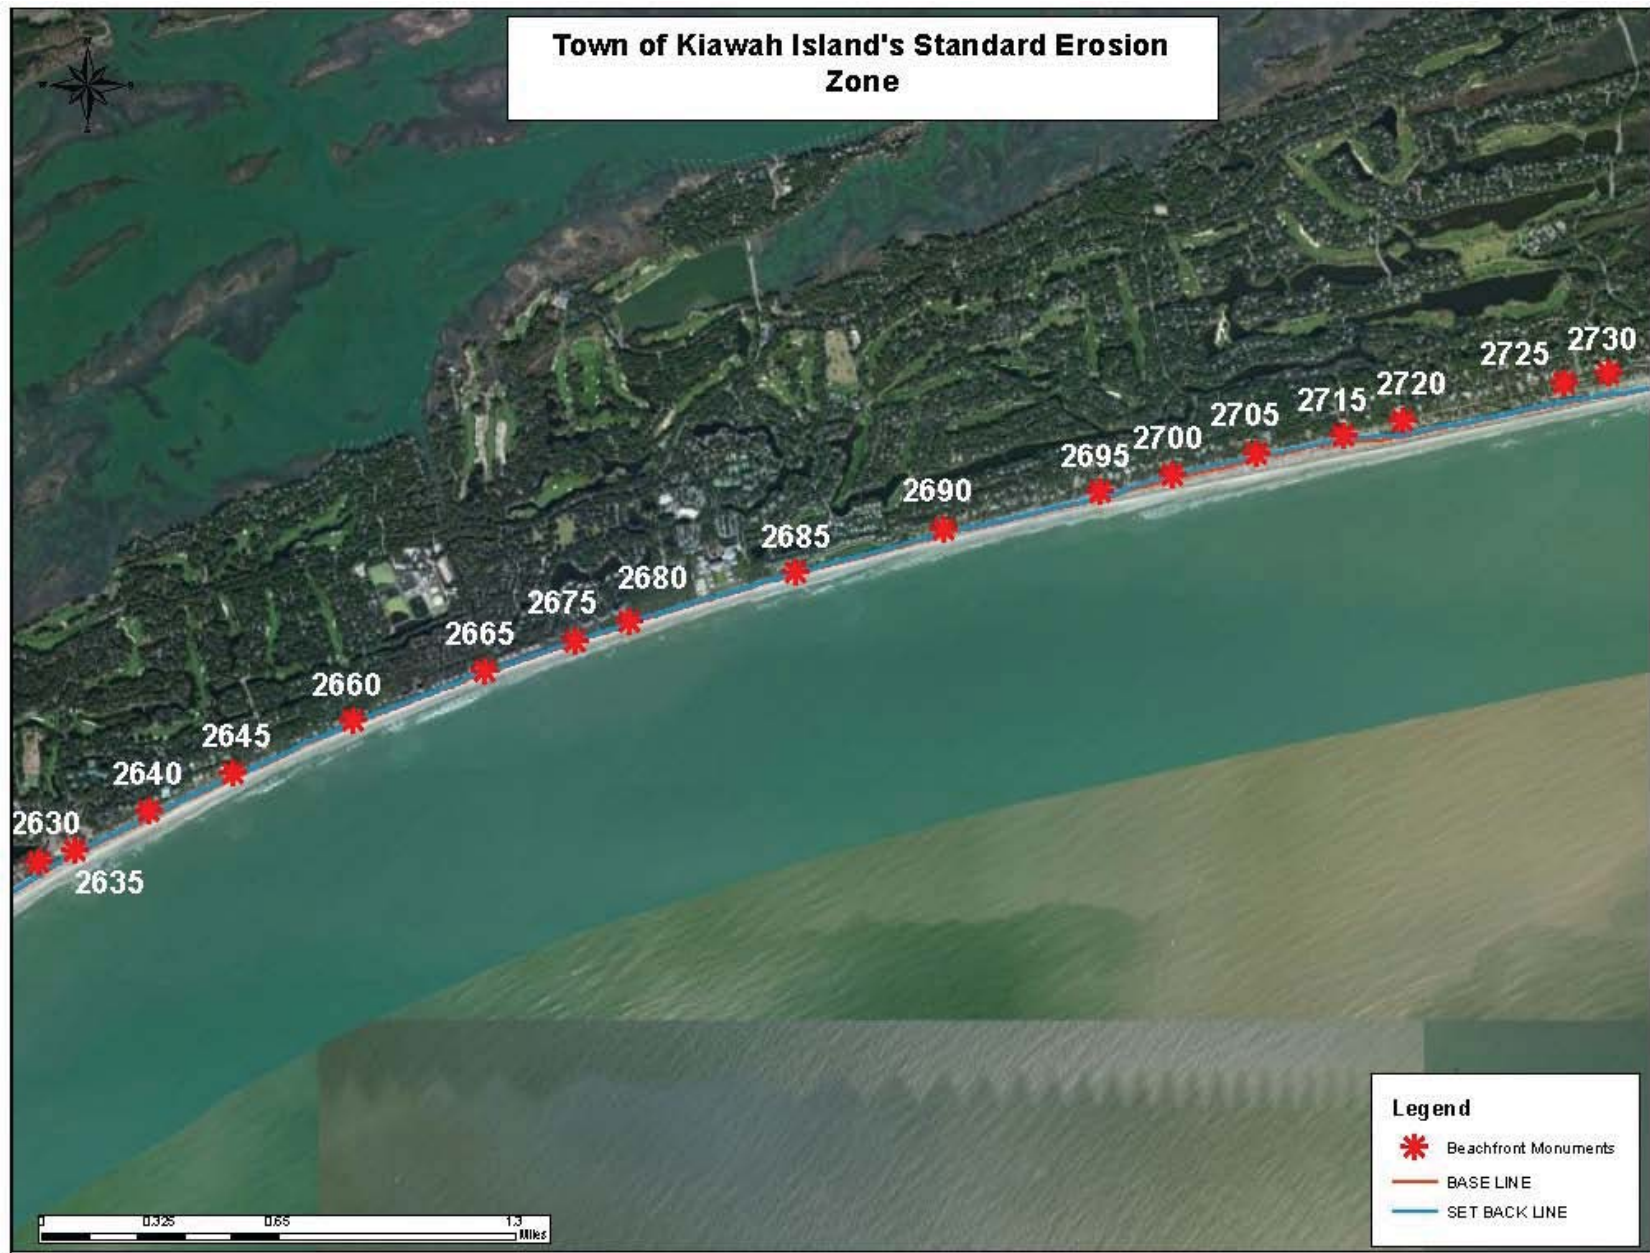 Town of Kiawah Island's Standard Erosion
Zone
2730
2725
2720
2715
2705
2700
2695
2690
2685
2680
2675
2665
2660
2645
2640
2630
2635
Legend
Beachfront Monuments
BASE LINE
SET BACK LINE
0 0.325 0.65 1.3
Miles